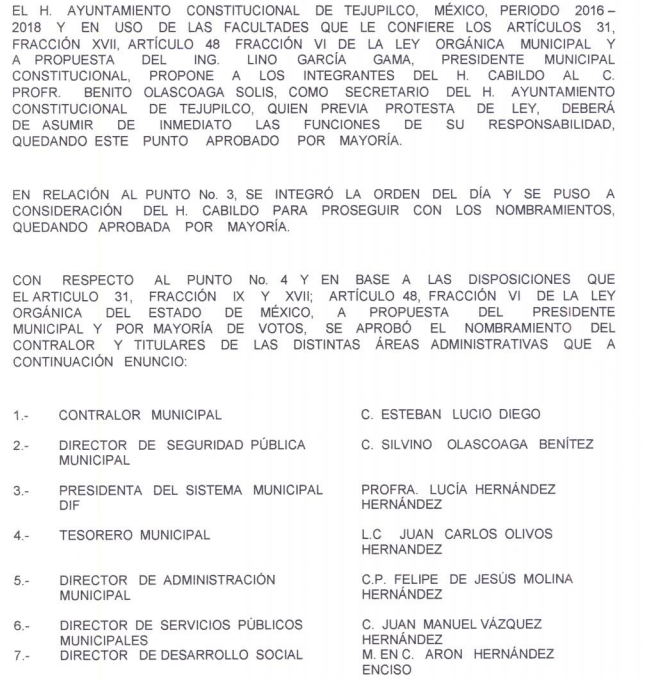 EL H. AYUNTAMIENTO CONSTITUCIONAL DE TEJUPILCO, MÉXICO, PERIODO 2016 –
2018 Y EN USO DE LAS FACULTADES QUE LE CONFIERE LOS ARTÍCULOS 31,
FRACCIÓN XVII, ARTÍCULO 48 FRACCIÓN VI DE LA LEY ORGÁNICA MUNICIPAL Y
A PROPUESTA DEL ING. LINO GARCÍA GAMA, PRESIDENTE MUNICIPAL
CONSTITUCIONAL, PROPONE A LOS INTEGRANTES DEL H. CABILDO AL C.
PROFR. BENITO OLASCOAGA SOLIS, COMO SECRETARIO DEL H. AYUNTAMIENTO
CONSTITUCIONAL DE TEJUPILCO, QUIEN PREVIA PROTESTA DE LEY, DEBERÁ
DE ASUMIR DE INMEDIATO LAS FUNCIONES DE SU RESPONSABILIDAD,
QUEDANDO ESTE PUNTO APROBADO POR MAYORÍA.
EN RELACIÓN AL PUNTO No. 3, SE INTEGRÓ LA ORDEN DEL DÍA Y SE PUSO A
CONSIDERACIÓN DEL H. CABILDO PARA PROSEGUIR CON LOS NOMBRAMIENTOS,
QUEDANDO APROBADA POR MAYORÍA.
CON RESPECTO AL PUNTO No. 4 Y EN BASE A LAS DISPOSICIONES QUE
EL ARTICULO 31, FRACCIÓN IX Y XVII; ARTÍCULO 48, FRACCIÓN VI DE LA LEY
ORGÁNICA DEL ESTADO DE MÉXICO, A PROPUESTA DEL PRESIDENTE
MUNICIPAL Y POR MAYORÍA DE VOTOS, SE APROBÓ EL NOMBRAMIENTO DEL
CONTRALOR Y TITULARES DE LAS DISTINTAS ÁREAS ADMINISTRATIVAS QUE A
CONTINUACIÓN ENUNCIO:
1.- CONTRALOR MUNICIPAL C. ESTEBAN LUCIO DIEGO
2.- DIRECTOR DE SEGURIDAD PÚBLICA C. SILVINO OLASCOAGA BENÍTEZ
MUNICIPAL
3.- PRESIDENTA DEL SISTEMA MUNICIPAL PROFRA. LUCÍA HERNÁNDEZ
DIF HERNÁNDEZ
4.- TESORERO MUNICIPAL L.C JUAN CARLOS OLIVOS
HERNANDEZ
5.- DIRECTOR DE ADMINISTRACIÓN C.P. FELIPE DE JESÚS MOLINA
MUNICIPAL HERNÁNDEZ
6.- DIRECTOR DE SERVICIOS PÚBLICOS C. JUAN MANUEL VÁZQUEZ
MUNICIPALES HERNÁNDEZ
7.- DIRECTOR DE DESARROLLO SOCIAL M. EN C. ARON HERNÁNDEZ
ENCISO